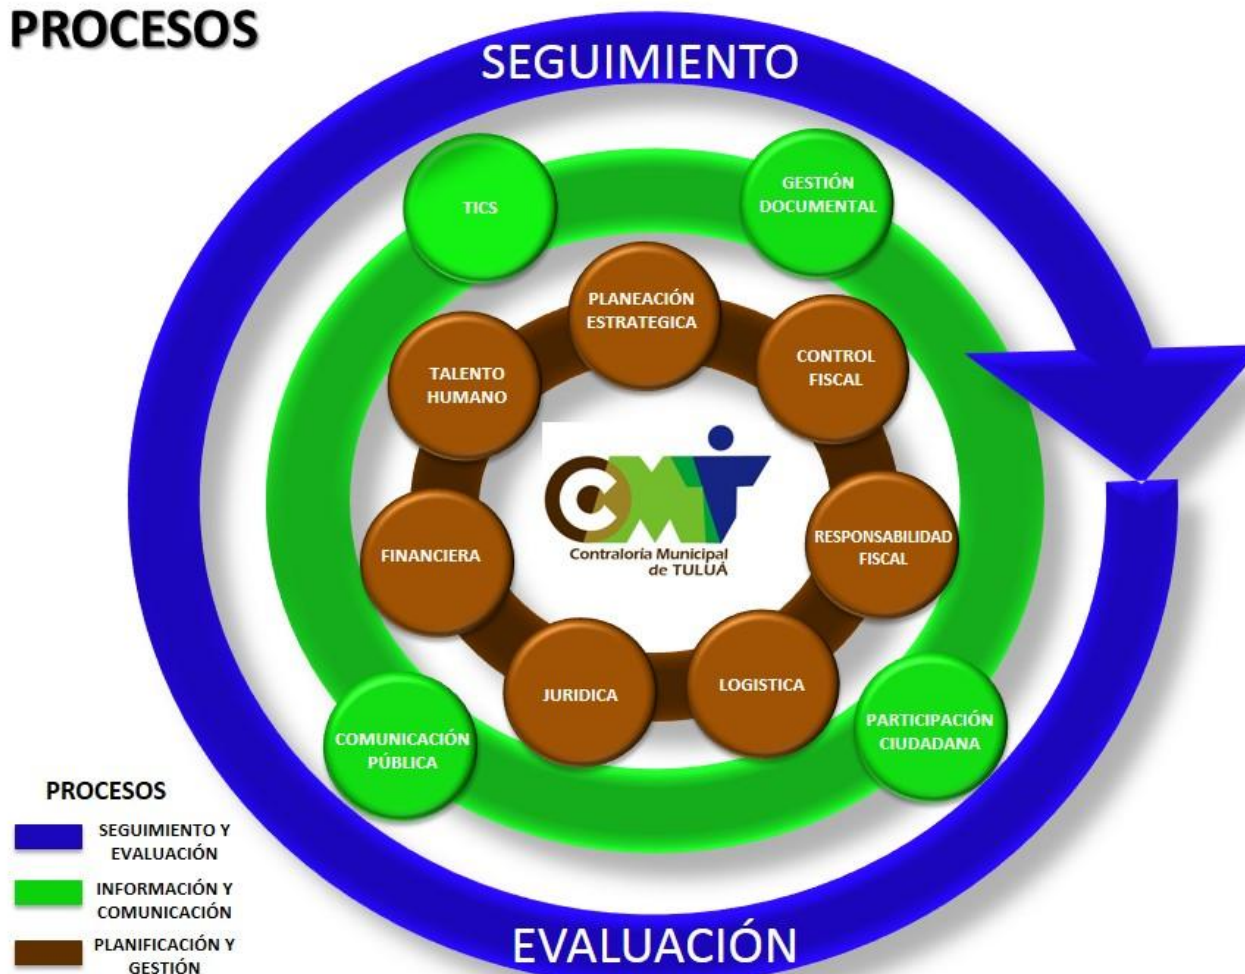 PROCESOS
SEGUIMIENTO
TICS
GESTIÓN
DOCUMENTAL
PLANEACIÓN
ESTRATEGICA
CONTROL
FISCAL
TALENTO
HUMANO
CMT
Contraloría Municipal
de TULUÁ
RESPONSABILIDAD
FISCAL
FINANCIERA
JURIDICA
LOGISTICA
COMUNICACIÓN
PÚBLICA
PARTICIPACIÓN
CIUDADANA
EVALUACIÓN
PROCESOS
SEGUIMIENTO Y
EVALUACIÓN
INFORMACIÓN Y
COMUNICACIÓN
PLANIFICACIÓN Y
GESTIÓN